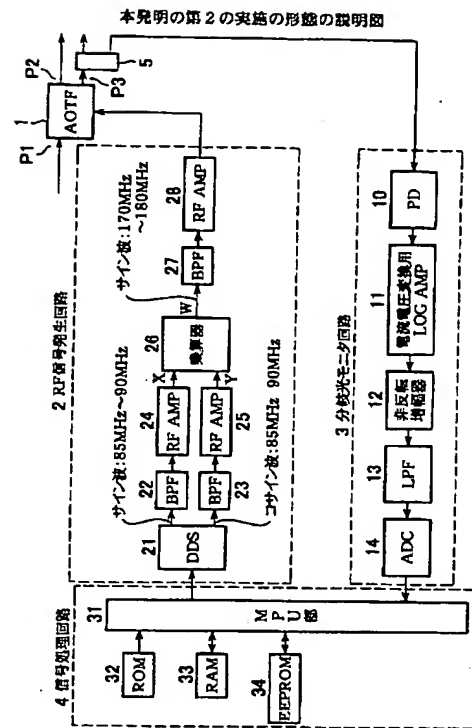 本発明の第2の実施の形態の説明図
P1
1
AOTF
P2
P3
5
2 RF信号発生回路
21
DDS
サイン波:85MHz~90MHz
22
BPF
24
RF AMP
X
23
BPF
25
RF AMP
Y
コサイン波:85MHz 90MHz
26
乗算器
W
サイン波:170MHz
~180MHz
27
BPF
28
RF AMP
3 分岐光モニタ回路
10
PD
11
電流電圧変換用
LOG AMP
12
非反転
増幅器
13
LPF
14
ADC
4 信号処理回路
31
MPU部
32
ROM
33
RAM
34
EEPROM